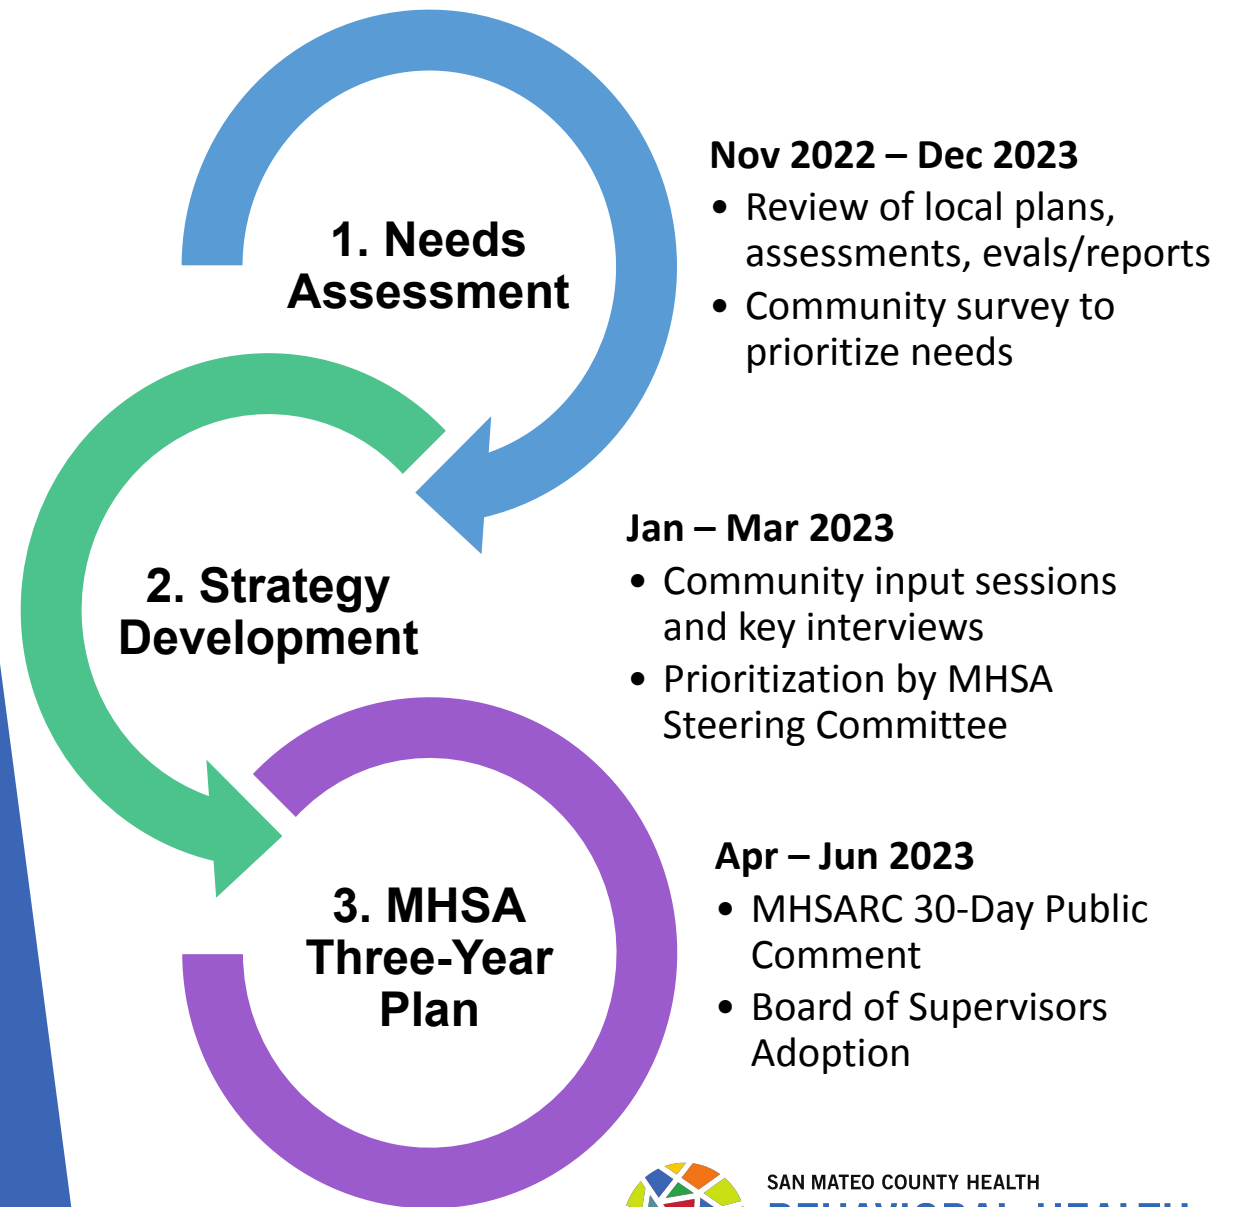 1. Needs
Assessment
Nov 2022 – Dec 2023
• Review of local plans,
assessments, evals/reports
• Community survey to
prioritize needs
2. Strategy
Development
Jan – Mar 2023
• Community input sessions
and key interviews
• Prioritization by MHSA
Steering Committee
3. MHSA
Three-Year
Plan
Apr – Jun 2023
• MHSARC 30-Day Public
Comment
• Board of Supervisors
Adoption
SAN MATEO COUNTY HEALTH
BEHAVIORAL HEALTH